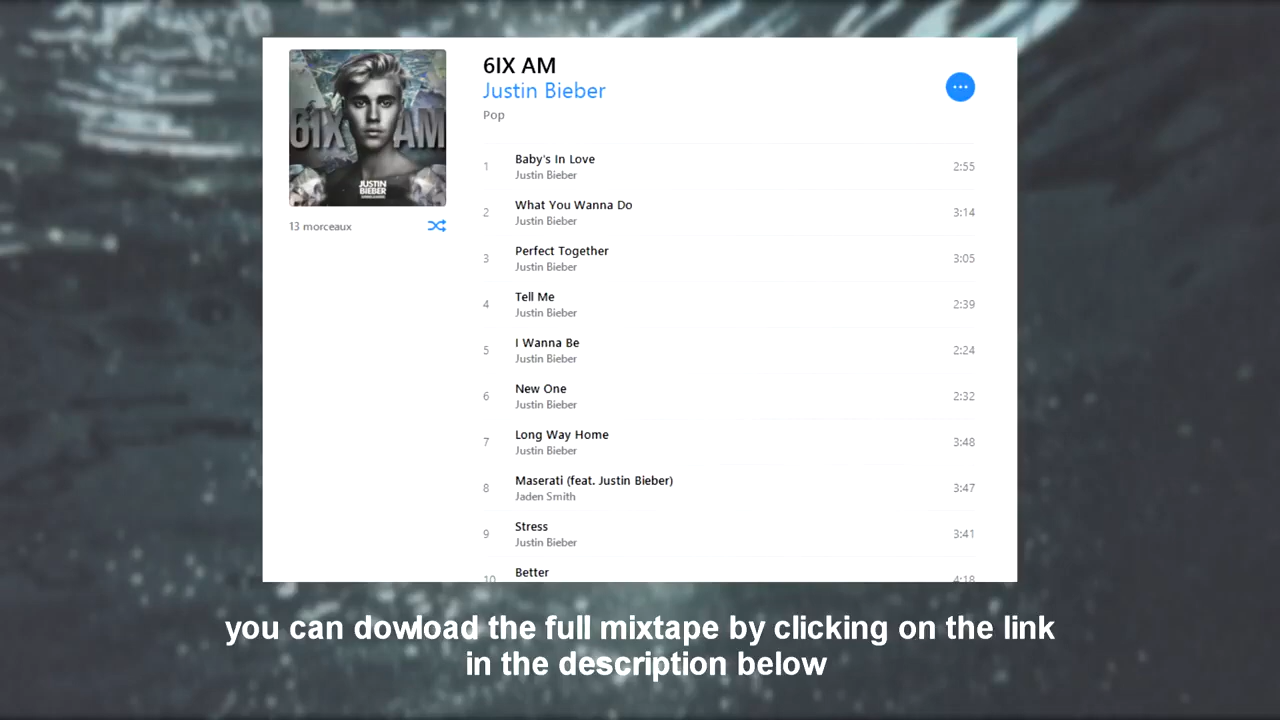 6IX AM
JUSTIN
BIEBER
13 morceaux
6IX AM
Justin Bieber
Pop
1 Baby's In Love 2:55
Justin Bieber
2 What You Wanna Do 3:14
Justin Bieber
3 Perfect Together 3:05
Justin Bieber
4 Tell Me 2:39
Justin Bieber
5 I Wanna Be 2:24
Justin Bieber
6 New One 2:32
Justin Bieber
7 Long Way Home 3:48
Justin Bieber
8 Maserati (feat. Justin Bieber) 3:47
Jaden Smith
9 Stress 3:41
Justin Bieber
10 Better 4:18
you can dowload the full mixtape by clicking on the link
in the description below